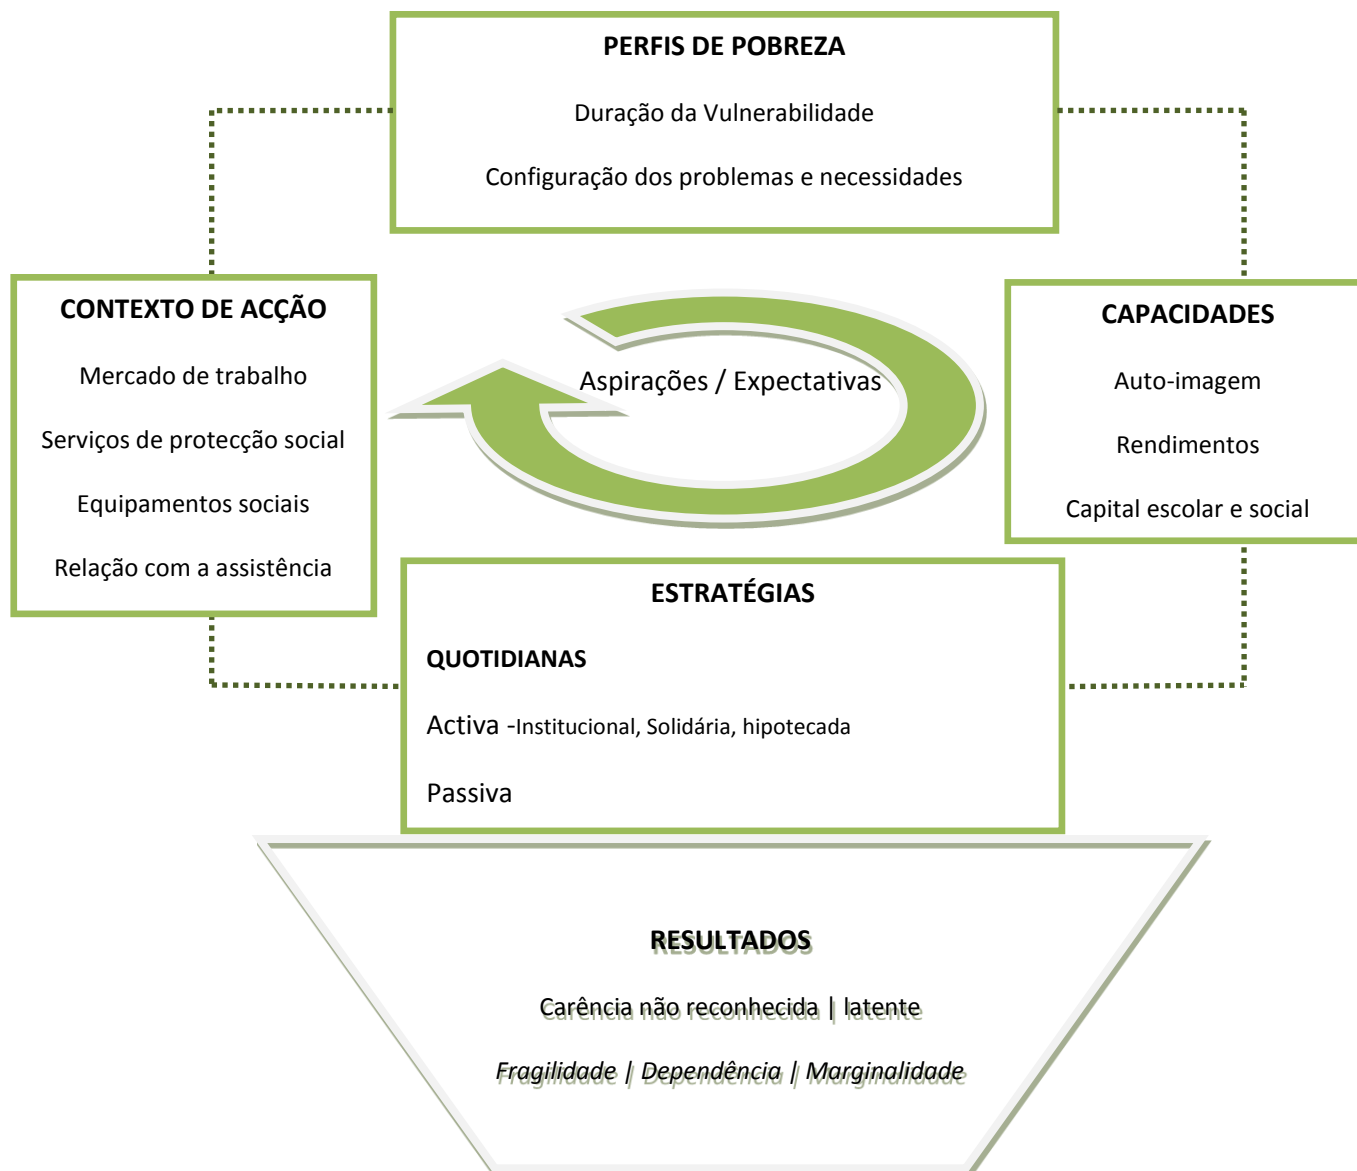 PERFIS DE POBREZA
Duração da Vulnerabilidade
Configuração dos problemas e necessidades
CONTEXTO DE ACÇÃO
Mercado de trabalho
Serviços de protecção social
Equipamentos sociais
Relação com a assistência
Aspirações / Expectativas
CAPACIDADES
Auto-imagem
Rendimentos
Capital escolar e social
ESTRATÉGIAS
QUOTIDIANAS
Activa -Institucional, Solidária, hipotecada
Passiva
RESULTADOS
Carência não reconhecida | latente
Fragilidade | Dependência | Marginalidade